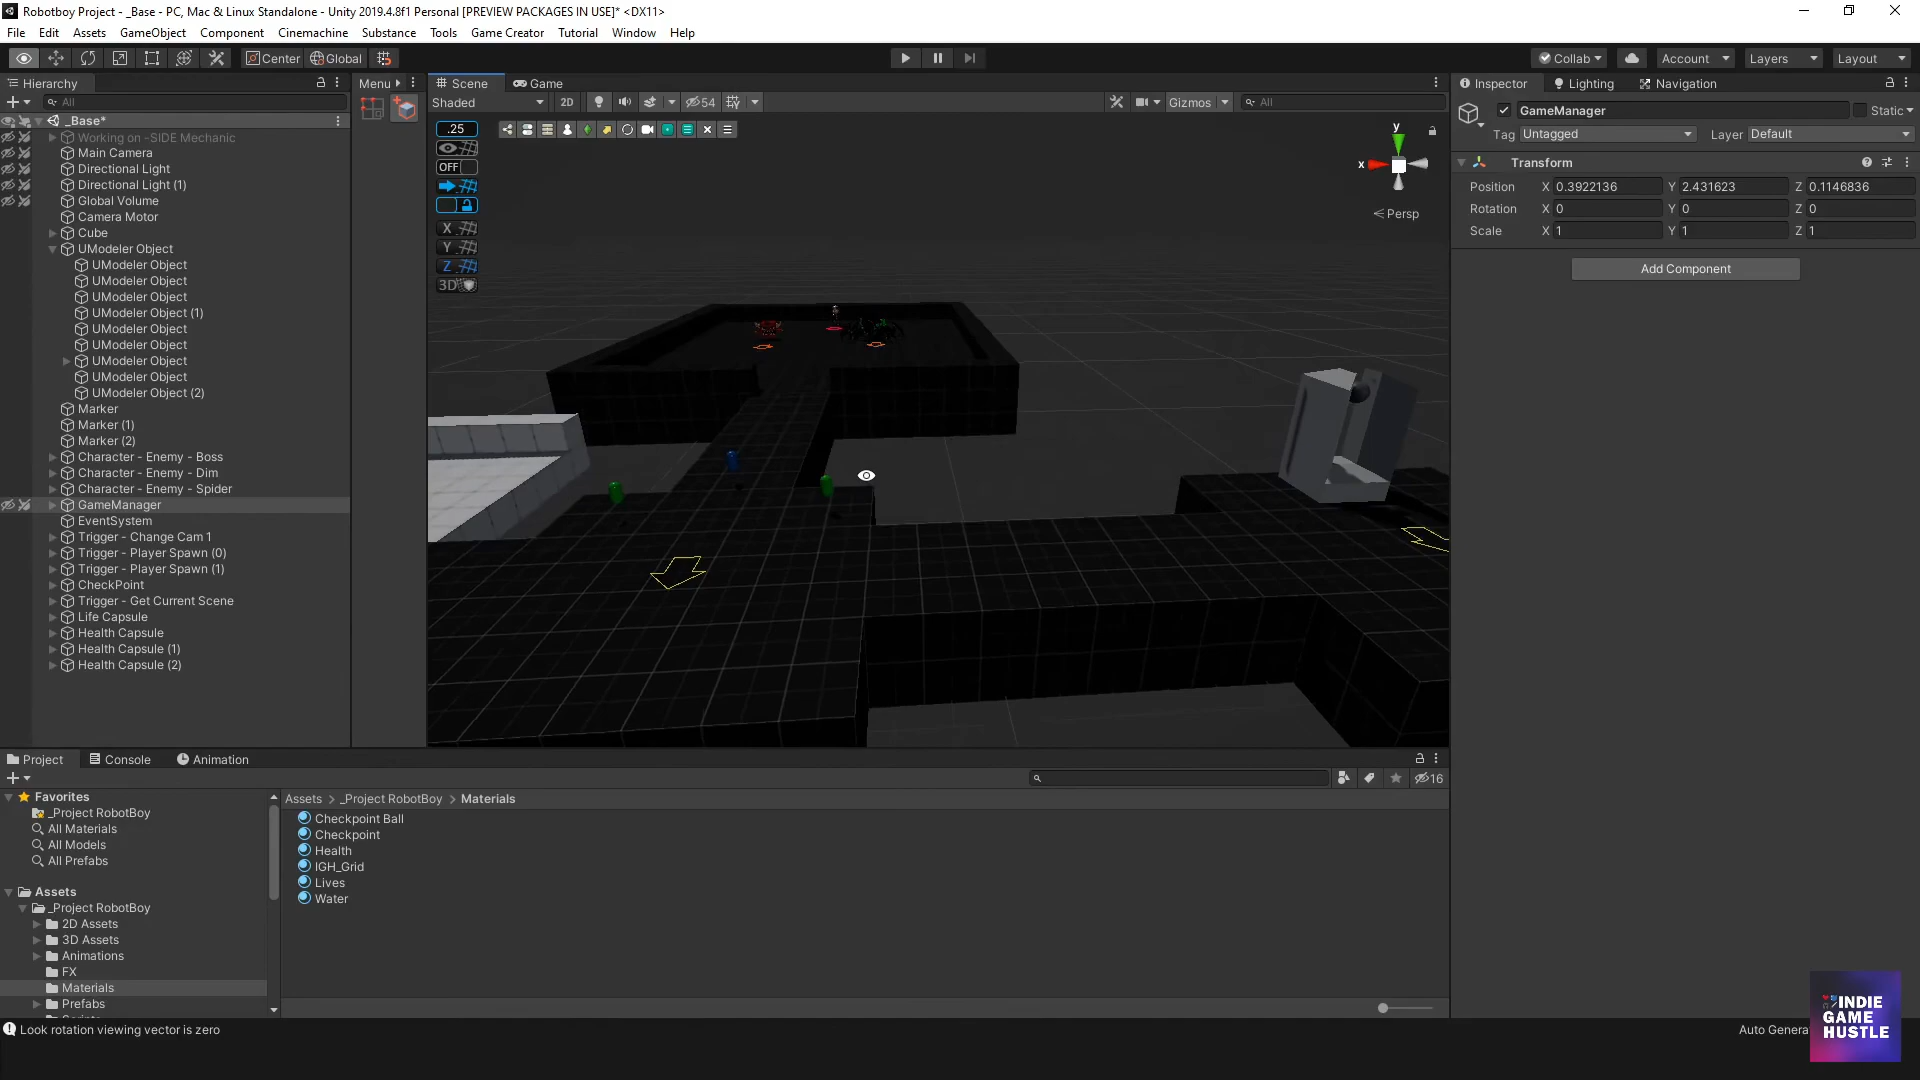 Robotboy Project - _Base - PC, Mac & Linux Standalone - Unity 2019.4.8f1 Personal [PREVIEW PACKAGES IN USE]* <DX11>
File Edit Assets GameObject Component Cinemachine Substance Tools Game Creator Tutorial Window Help
Center Global Collab Account Layers Layout
Hierarchy Menu Scene Game Inspector Lighting Navigation
All
Shaded 2D 54 Gizmos All
GameManager Static
Tag Untagged Layer Default
_Base*
Working on -SIDE Mechanic
Main Camera
Directional Light
Directional Light (1)
Global Volume
Camera Motor
Cube
UModeler Object
UModeler Object
UModeler Object
UModeler Object
UModeler Object (1)
UModeler Object
UModeler Object
UModeler Object
UModeler Object
UModeler Object (2)
Marker
Marker (1)
Marker (2)
Character - Enemy - Boss
Character - Enemy - Dim
Character - Enemy - Spider
GameManager
EventSystem
Trigger - Change Cam 1
Trigger - Player Spawn (0)
Trigger - Player Spawn (1)
CheckPoint
Trigger - Get Current Scene
Life Capsule
Health Capsule
Health Capsule (1)
Health Capsule (2)
.25
OFF
X
Y
Z
3D
y
x
Persp
Transform
Position X 0.3922136 Y 2.431623 Z 0.1146836
Rotation X 0 Y 0 Z 0
Scale X 1 Y 1 Z 1
Add Component
Project Console Animation
16
Favorites
_Project RobotBoy
All Materials
All Models
All Prefabs
Assets
_Project RobotBoy
2D Assets
3D Assets
Animations
FX
Materials
Prefabs
Assets > _Project RobotBoy > Materials
Checkpoint Ball
Checkpoint
Health
IGH_Grid
Lives
Water
Look rotation viewing vector is zero
Auto Genera
INDIE
GAME
HUSTLE